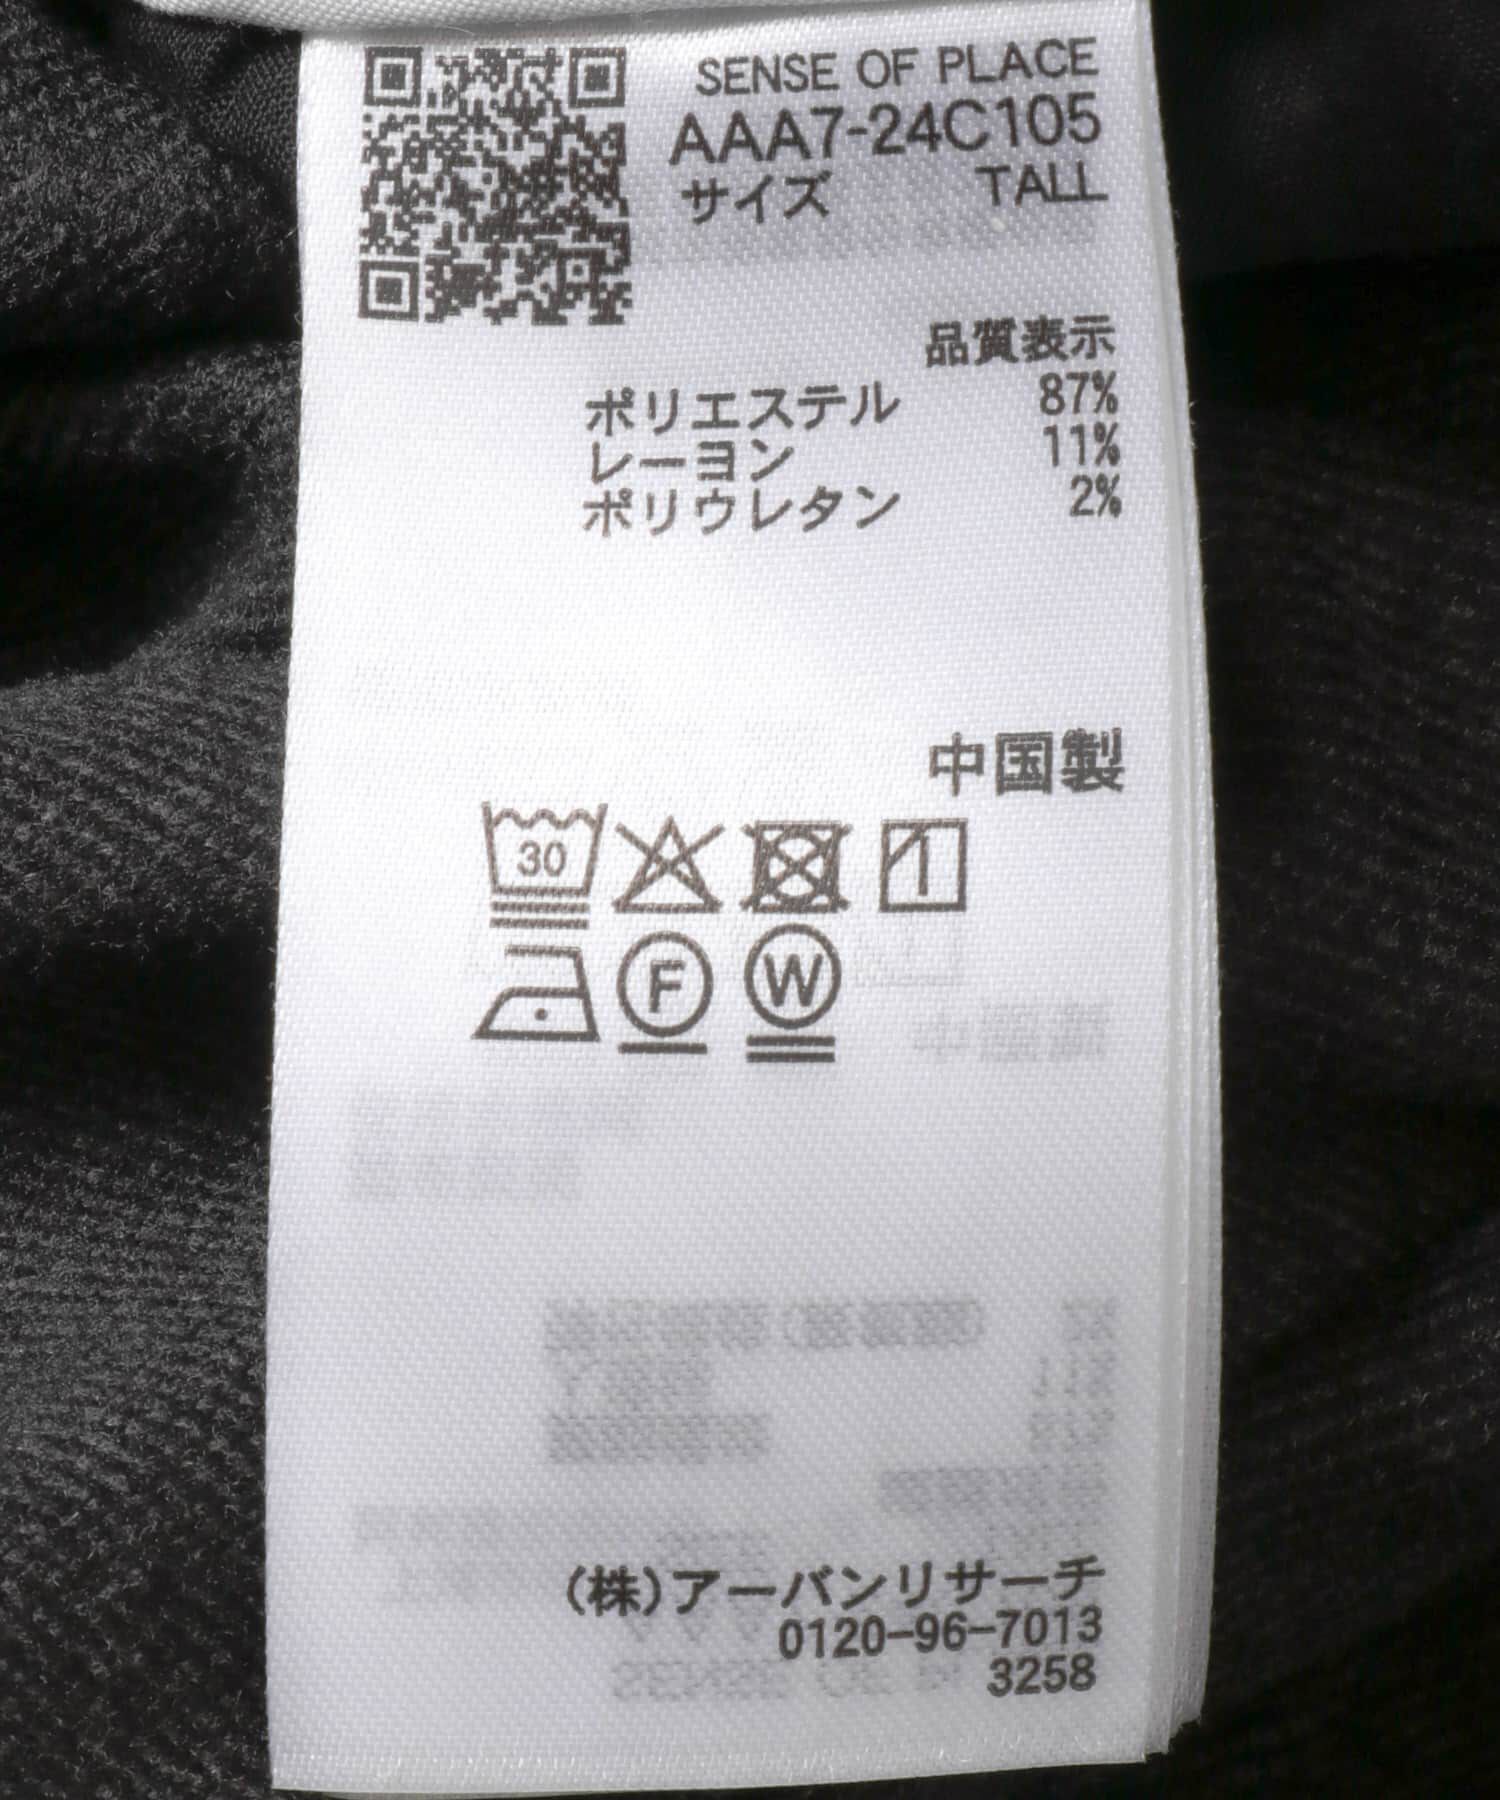 SENSE OF PLACE
AAA7-24C105
サイズ TALL
品質表示
ポリエステル 87%
レーヨン 11%
ポリウレタン 2%
中国製
30
F W
(株)アーバンリサーチ
0120-96-7013
3258